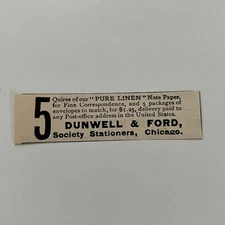 5 Quires of our "PURE LINEN" Note Paper,
for Fine Correspondence, and 5 packages of
envelopes to match, for $1.25, delivery paid to
any Post-office address in the United States.
DUNWELL & FORD,
Society Stationers, Chicago.